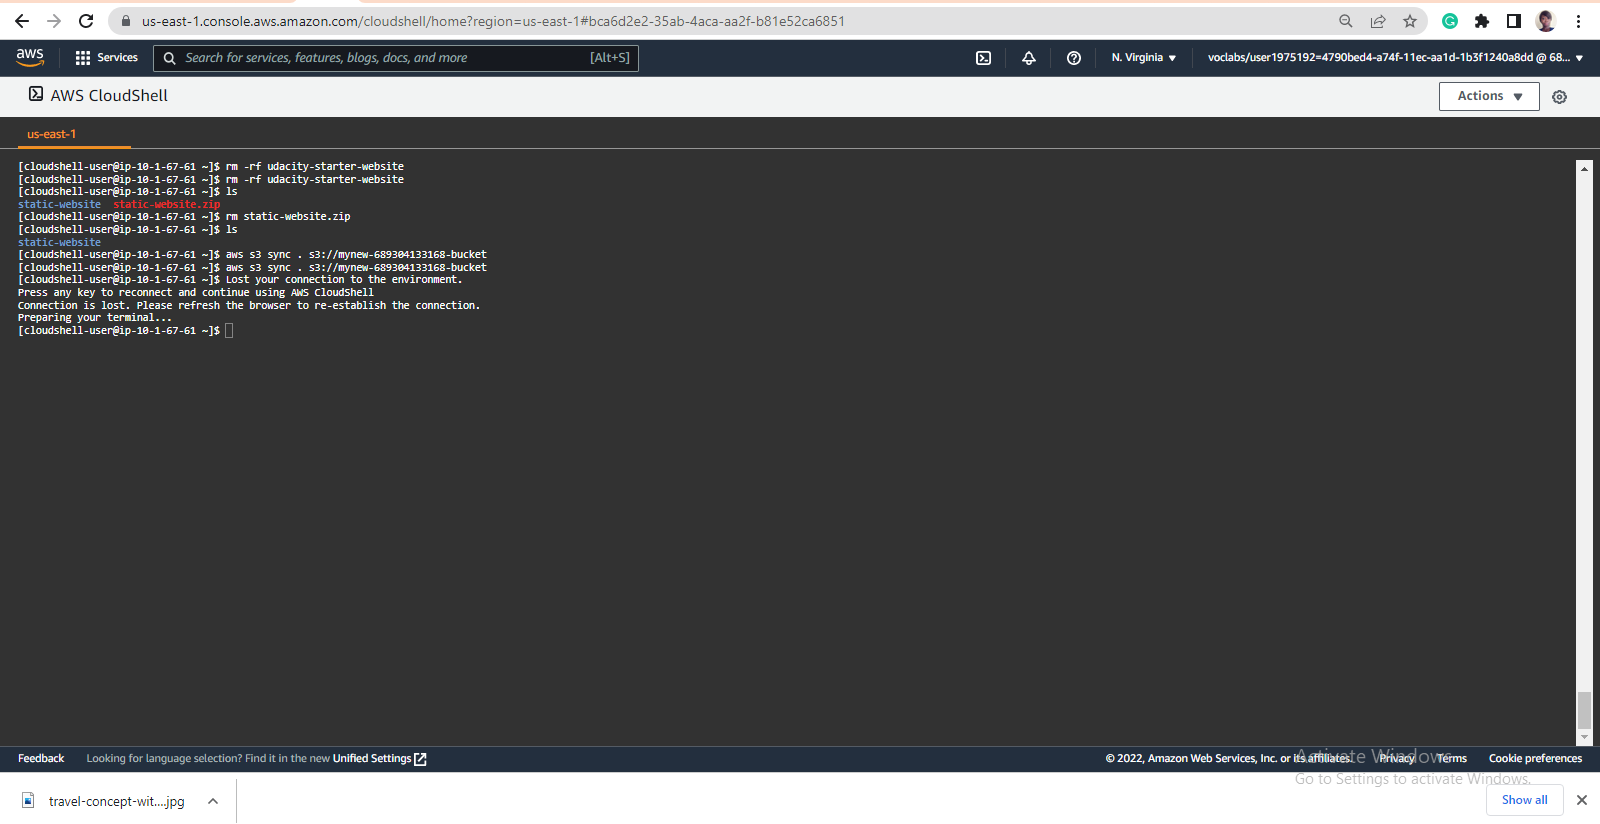 us-east-1.console.aws.amazon.com/cloudshell/home?region=us-east-1#bca6d2e2-35ab-4aca-aa2f-b81e52ca6851
aws
Services
Search for services, features, blogs, docs, and more
[Alt+S]
N. Virginia
voclabs/user1975192=4790bed4-a74f-11ec-aa1d-1b3f1240a8dd @ 68...
AWS CloudShell
Actions
us-east-1
[cloudshell-user@ip-10-1-67-61 ~]$ rm -rf udacity-starter-website
[cloudshell-user@ip-10-1-67-61 ~]$ rm -rf udacity-starter-website
[cloudshell-user@ip-10-1-67-61 ~]$ ls
static-website static-website.zip
[cloudshell-user@ip-10-1-67-61 ~]$ rm static-website.zip
[cloudshell-user@ip-10-1-67-61 ~]$ ls
static-website
[cloudshell-user@ip-10-1-67-61 ~]$ aws s3 sync . s3://mynew-689304133168-bucket
[cloudshell-user@ip-10-1-67-61 ~]$ aws s3 sync . s3://mynew-689304133168-bucket
[cloudshell-user@ip-10-1-67-61 ~]$ Lost your connection to the environment.
Press any key to reconnect and continue using AWS CloudShell
Connection is lost. Please refresh the browser to re-establish the connection.
Preparing your terminal...
[cloudshell-user@ip-10-1-67-61 ~]$
Feedback
Looking for language selection? Find it in the new Unified Settings
© 2022, Amazon Web Services, Inc. or its affiliates.
Privacy
Terms
Cookie preferences
Activate Windows
Go to Settings to activate Windows.
travel-concept-wit....jpg
Show all